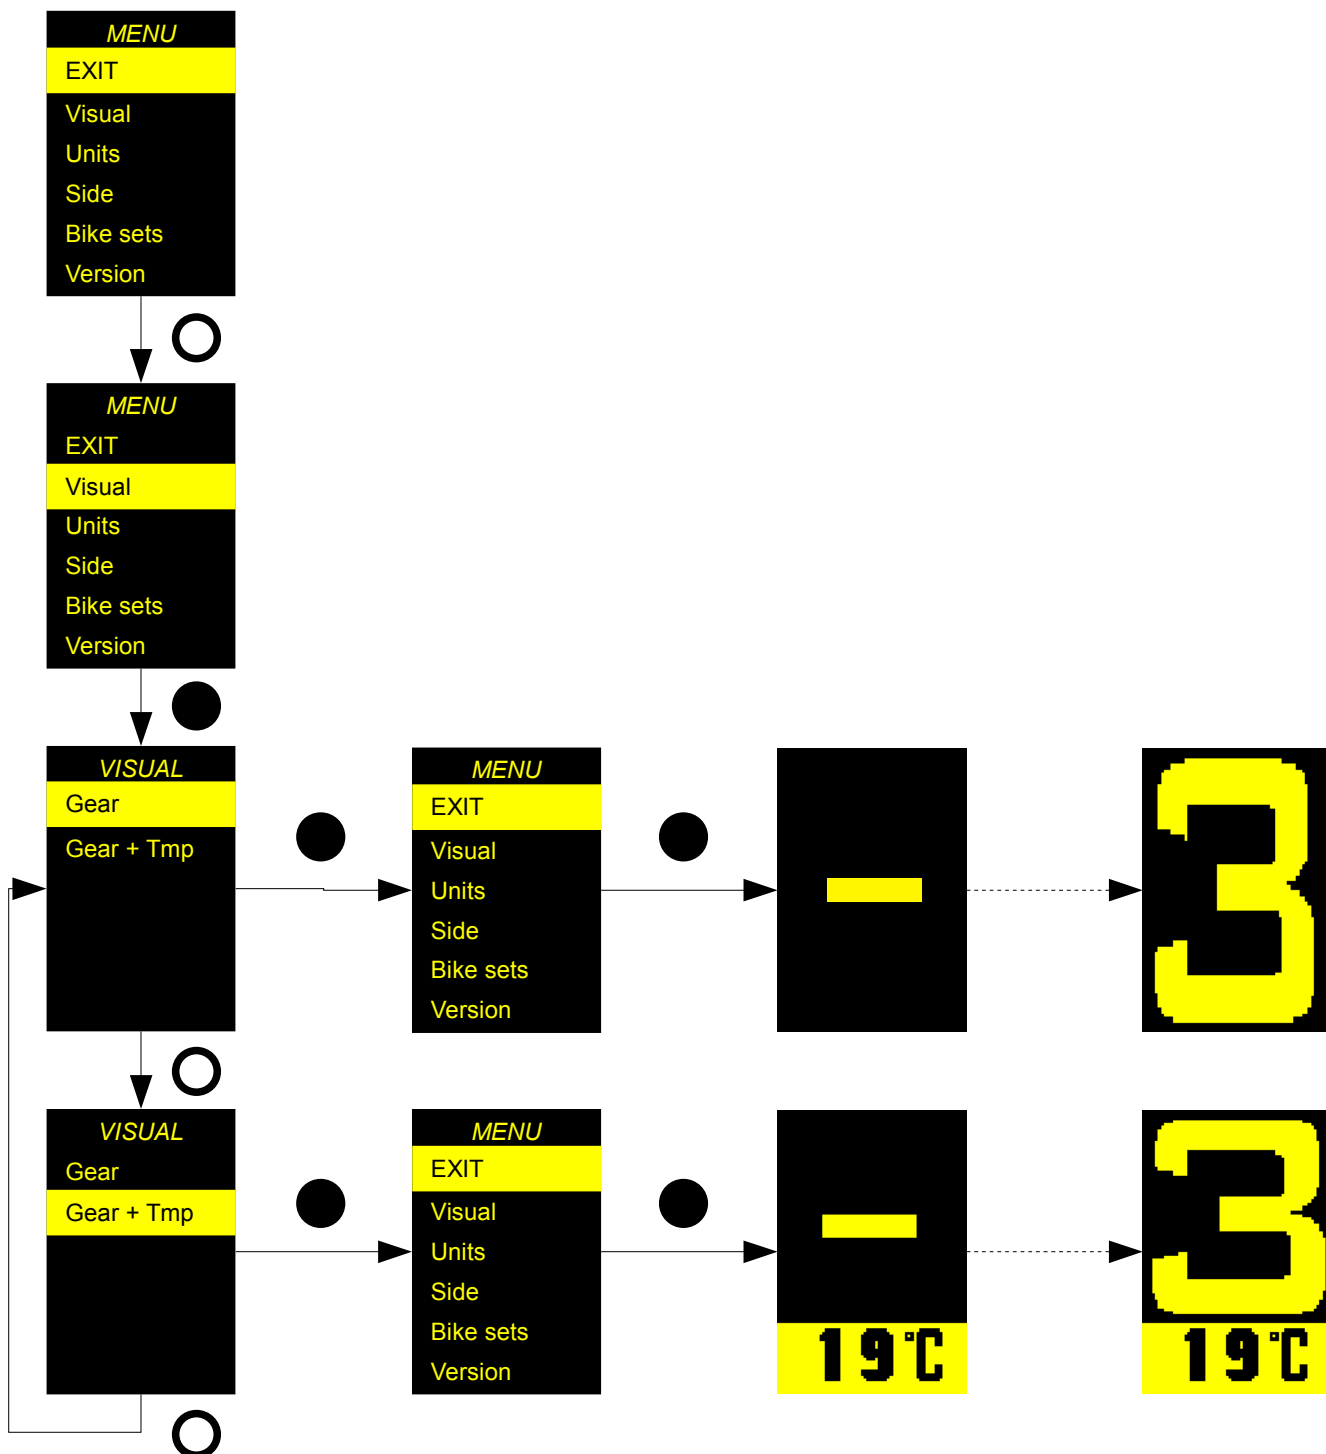 MENU
EXIT
Visual
Units
Side
Bike sets
Version
MENU
EXIT
Visual
Units
Side
Bike sets
Version
VISUAL
Gear
Gear + Tmp
MENU
EXIT
Visual
Units
Side
Bike sets
Version
3
VISUAL
Gear
Gear + Tmp
MENU
EXIT
Visual
Units
Side
Bike sets
Version
19°C
3
19°C